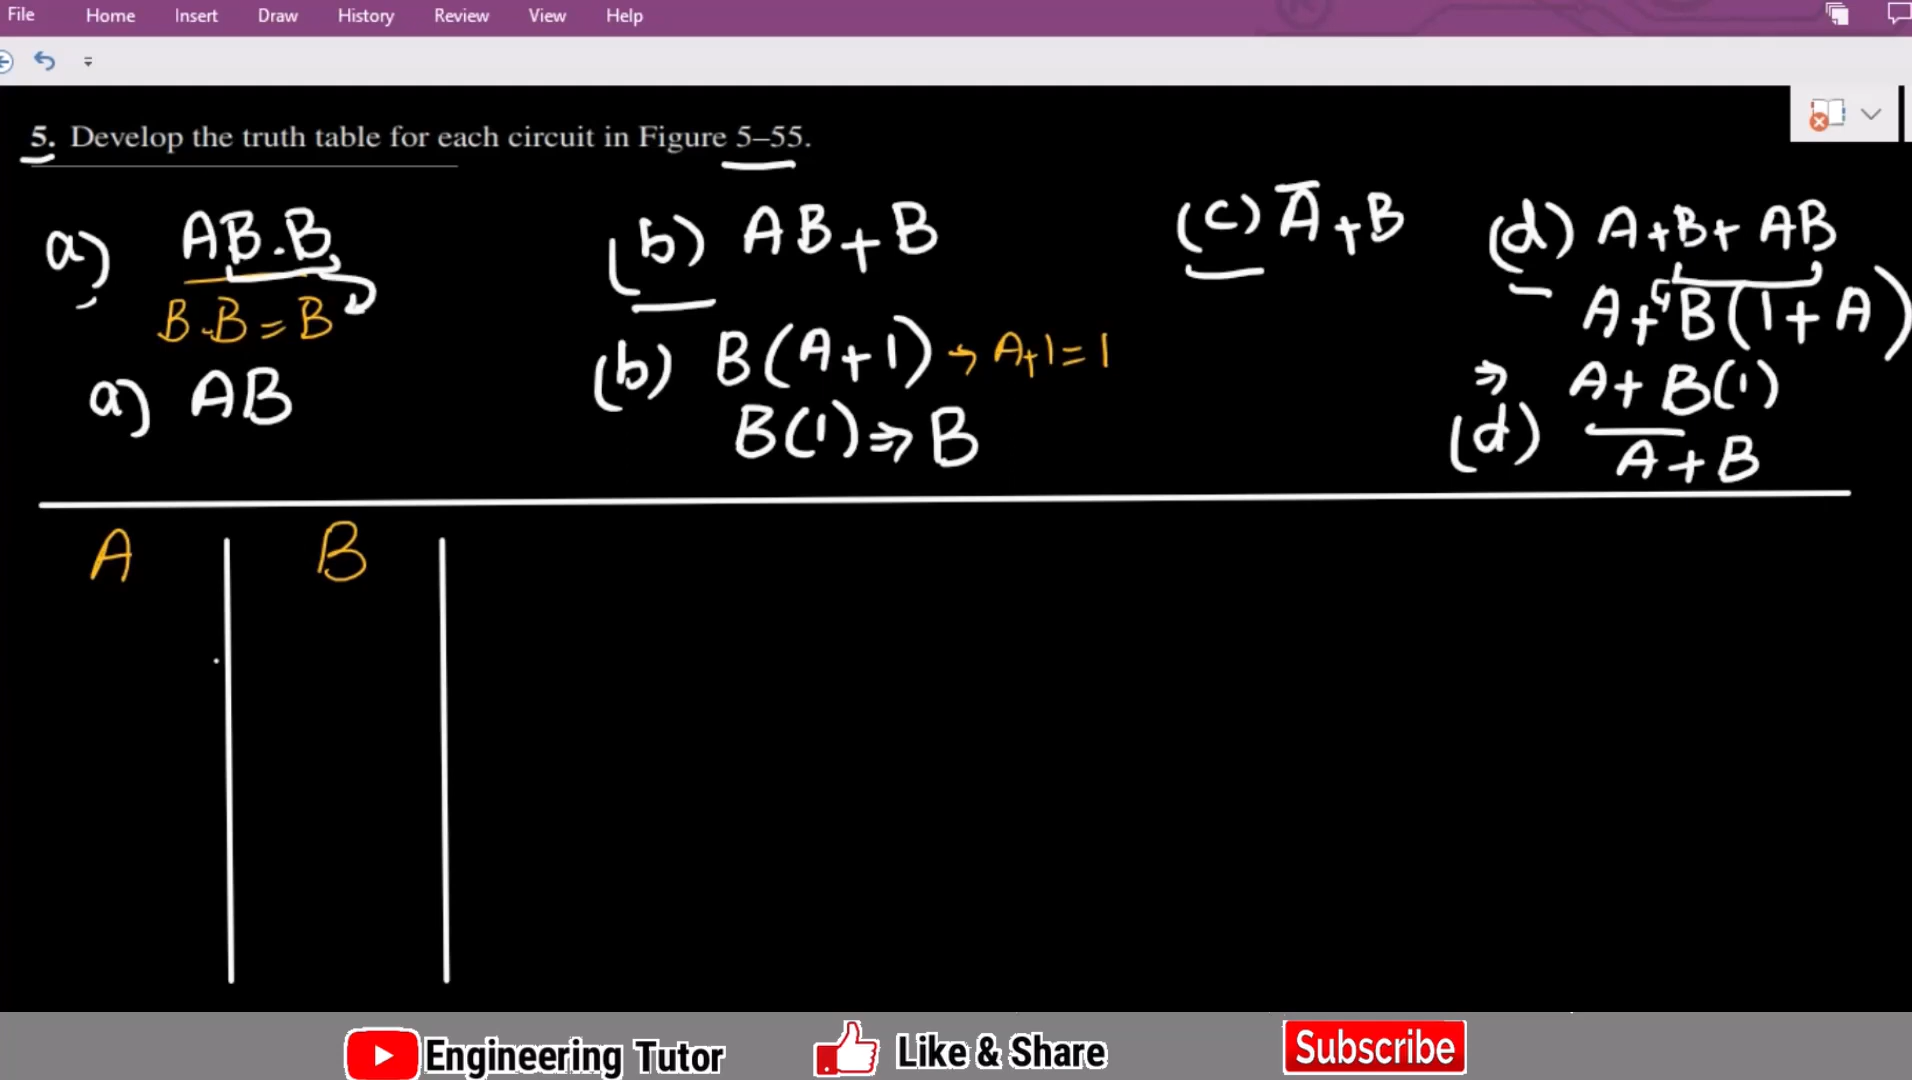 File Home Insert Draw History Review View Help
5. Develop the truth table for each circuit in Figure 5–55.
a) AB.B
B.B=B
a) AB
(b) AB+B
(b) B(A+1) → A+1=1
B(1)⇒B
(c) A̅+B
(d) A+B+AB
A+B(1+A)
⇒ A+B(1)
(d) A+B
A B
Engineering Tutor Like & Share Subscribe